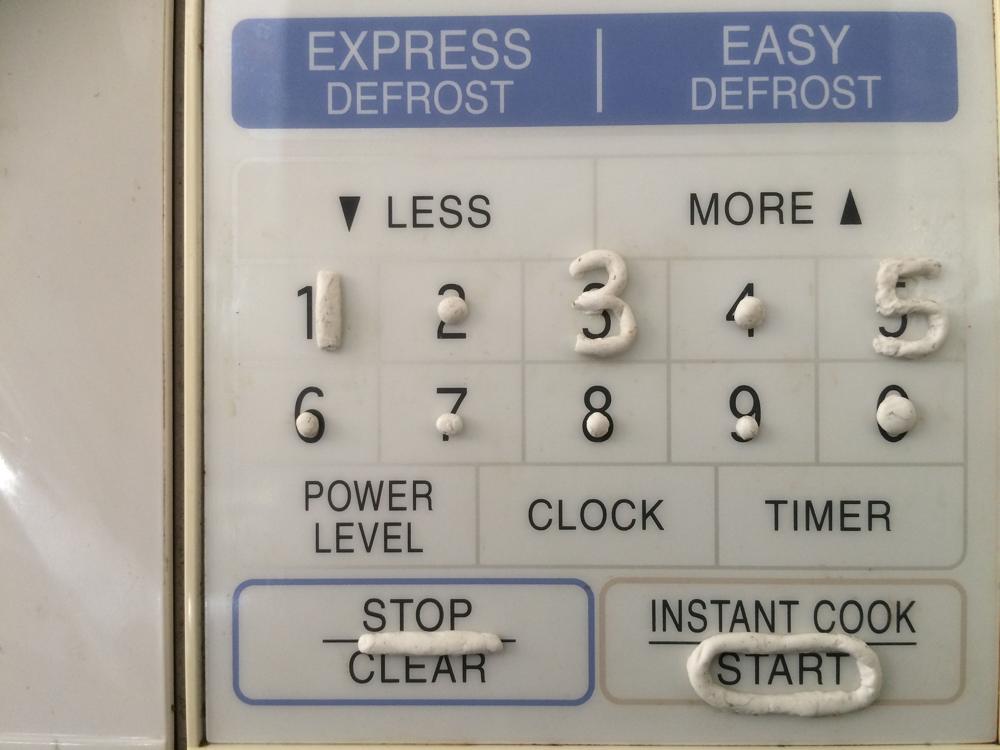 EXPRESS DEFROST
EASY DEFROST
▼ LESS
MORE ▲
1 2 3 4 5
6 7 8 9 0
POWER LEVEL
CLOCK
TIMER
STOP
CLEAR
INSTANT COOK
START